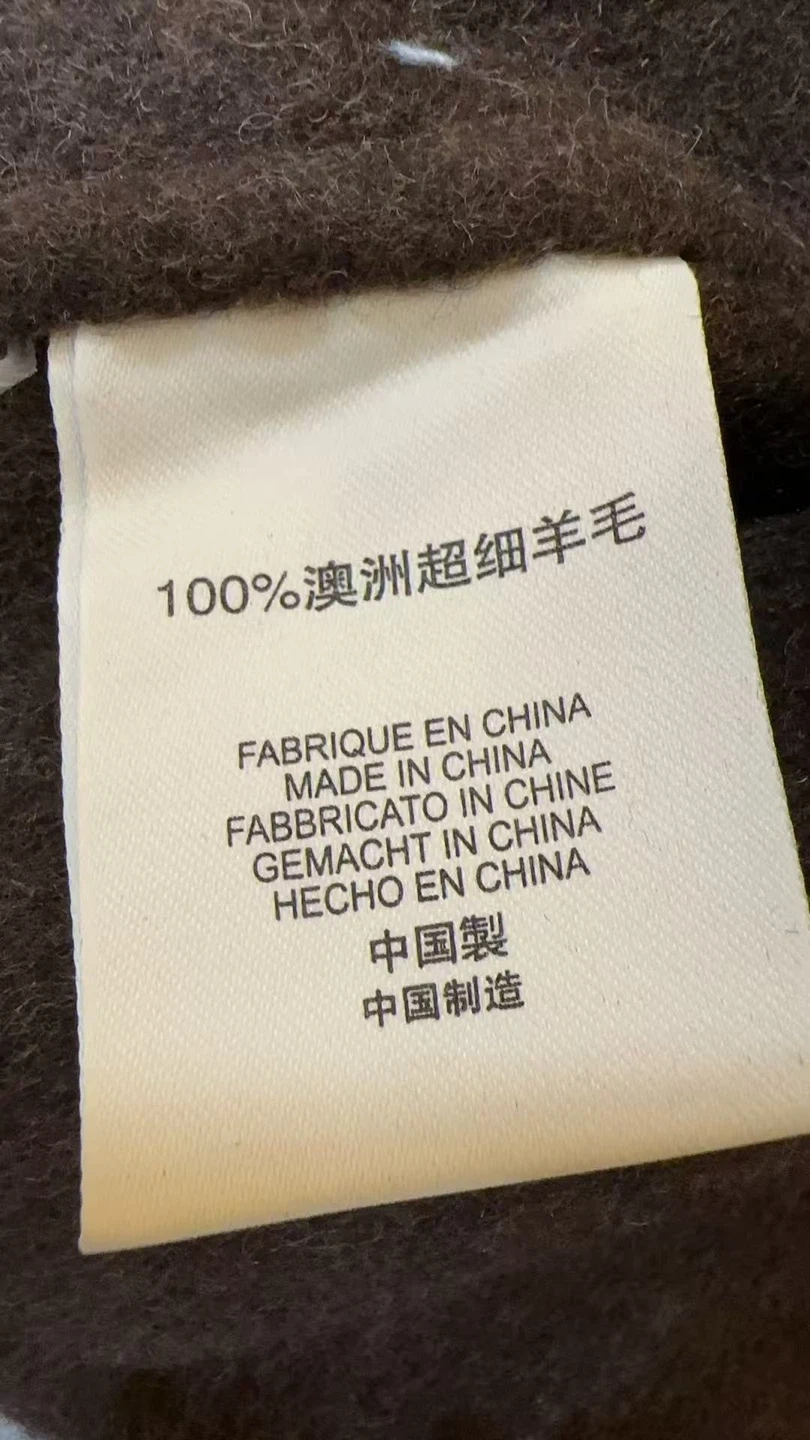 100%澳洲超细羊毛
FABRIQUE EN CHINA
MADE IN CHINA
FABBRICATO IN CHINE
GEMACHT IN CHINA
HECHO EN CHINA
中国製
中国制造